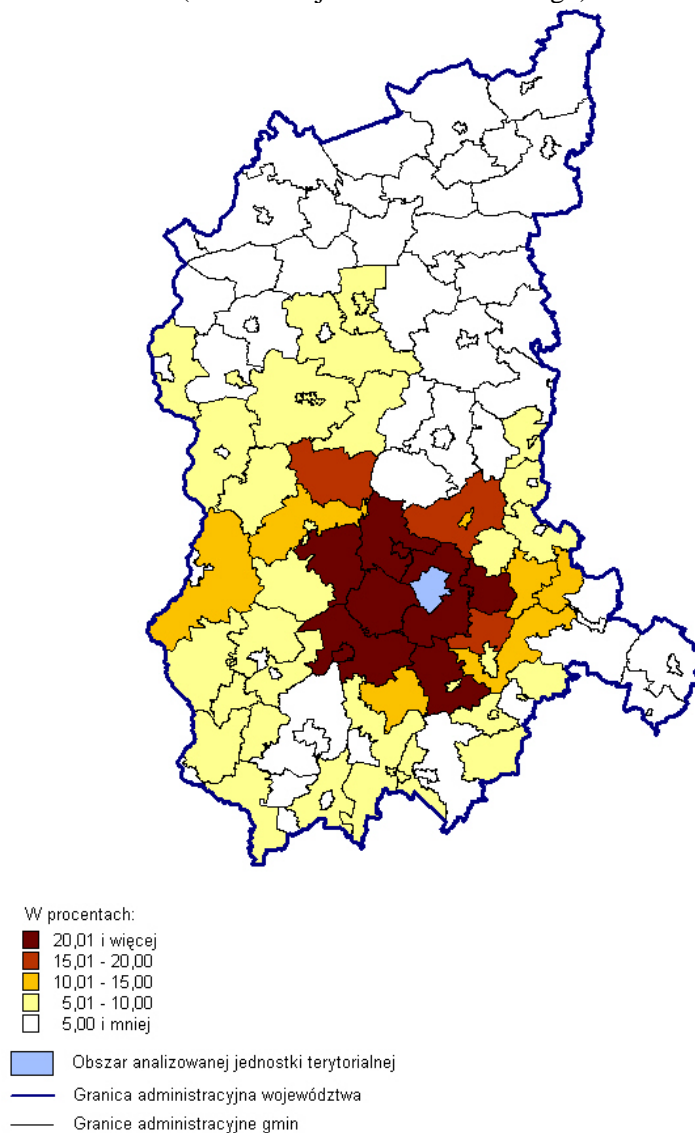 W procentach:
20,01 i więcej
15,01 - 20,00
10,01 - 15,00
5,01 - 10,00
5,00 i mniej
Obszar analizowanej jednostki terytorialnej
Granica administracyjna województwa
Granice administracyjne gmin